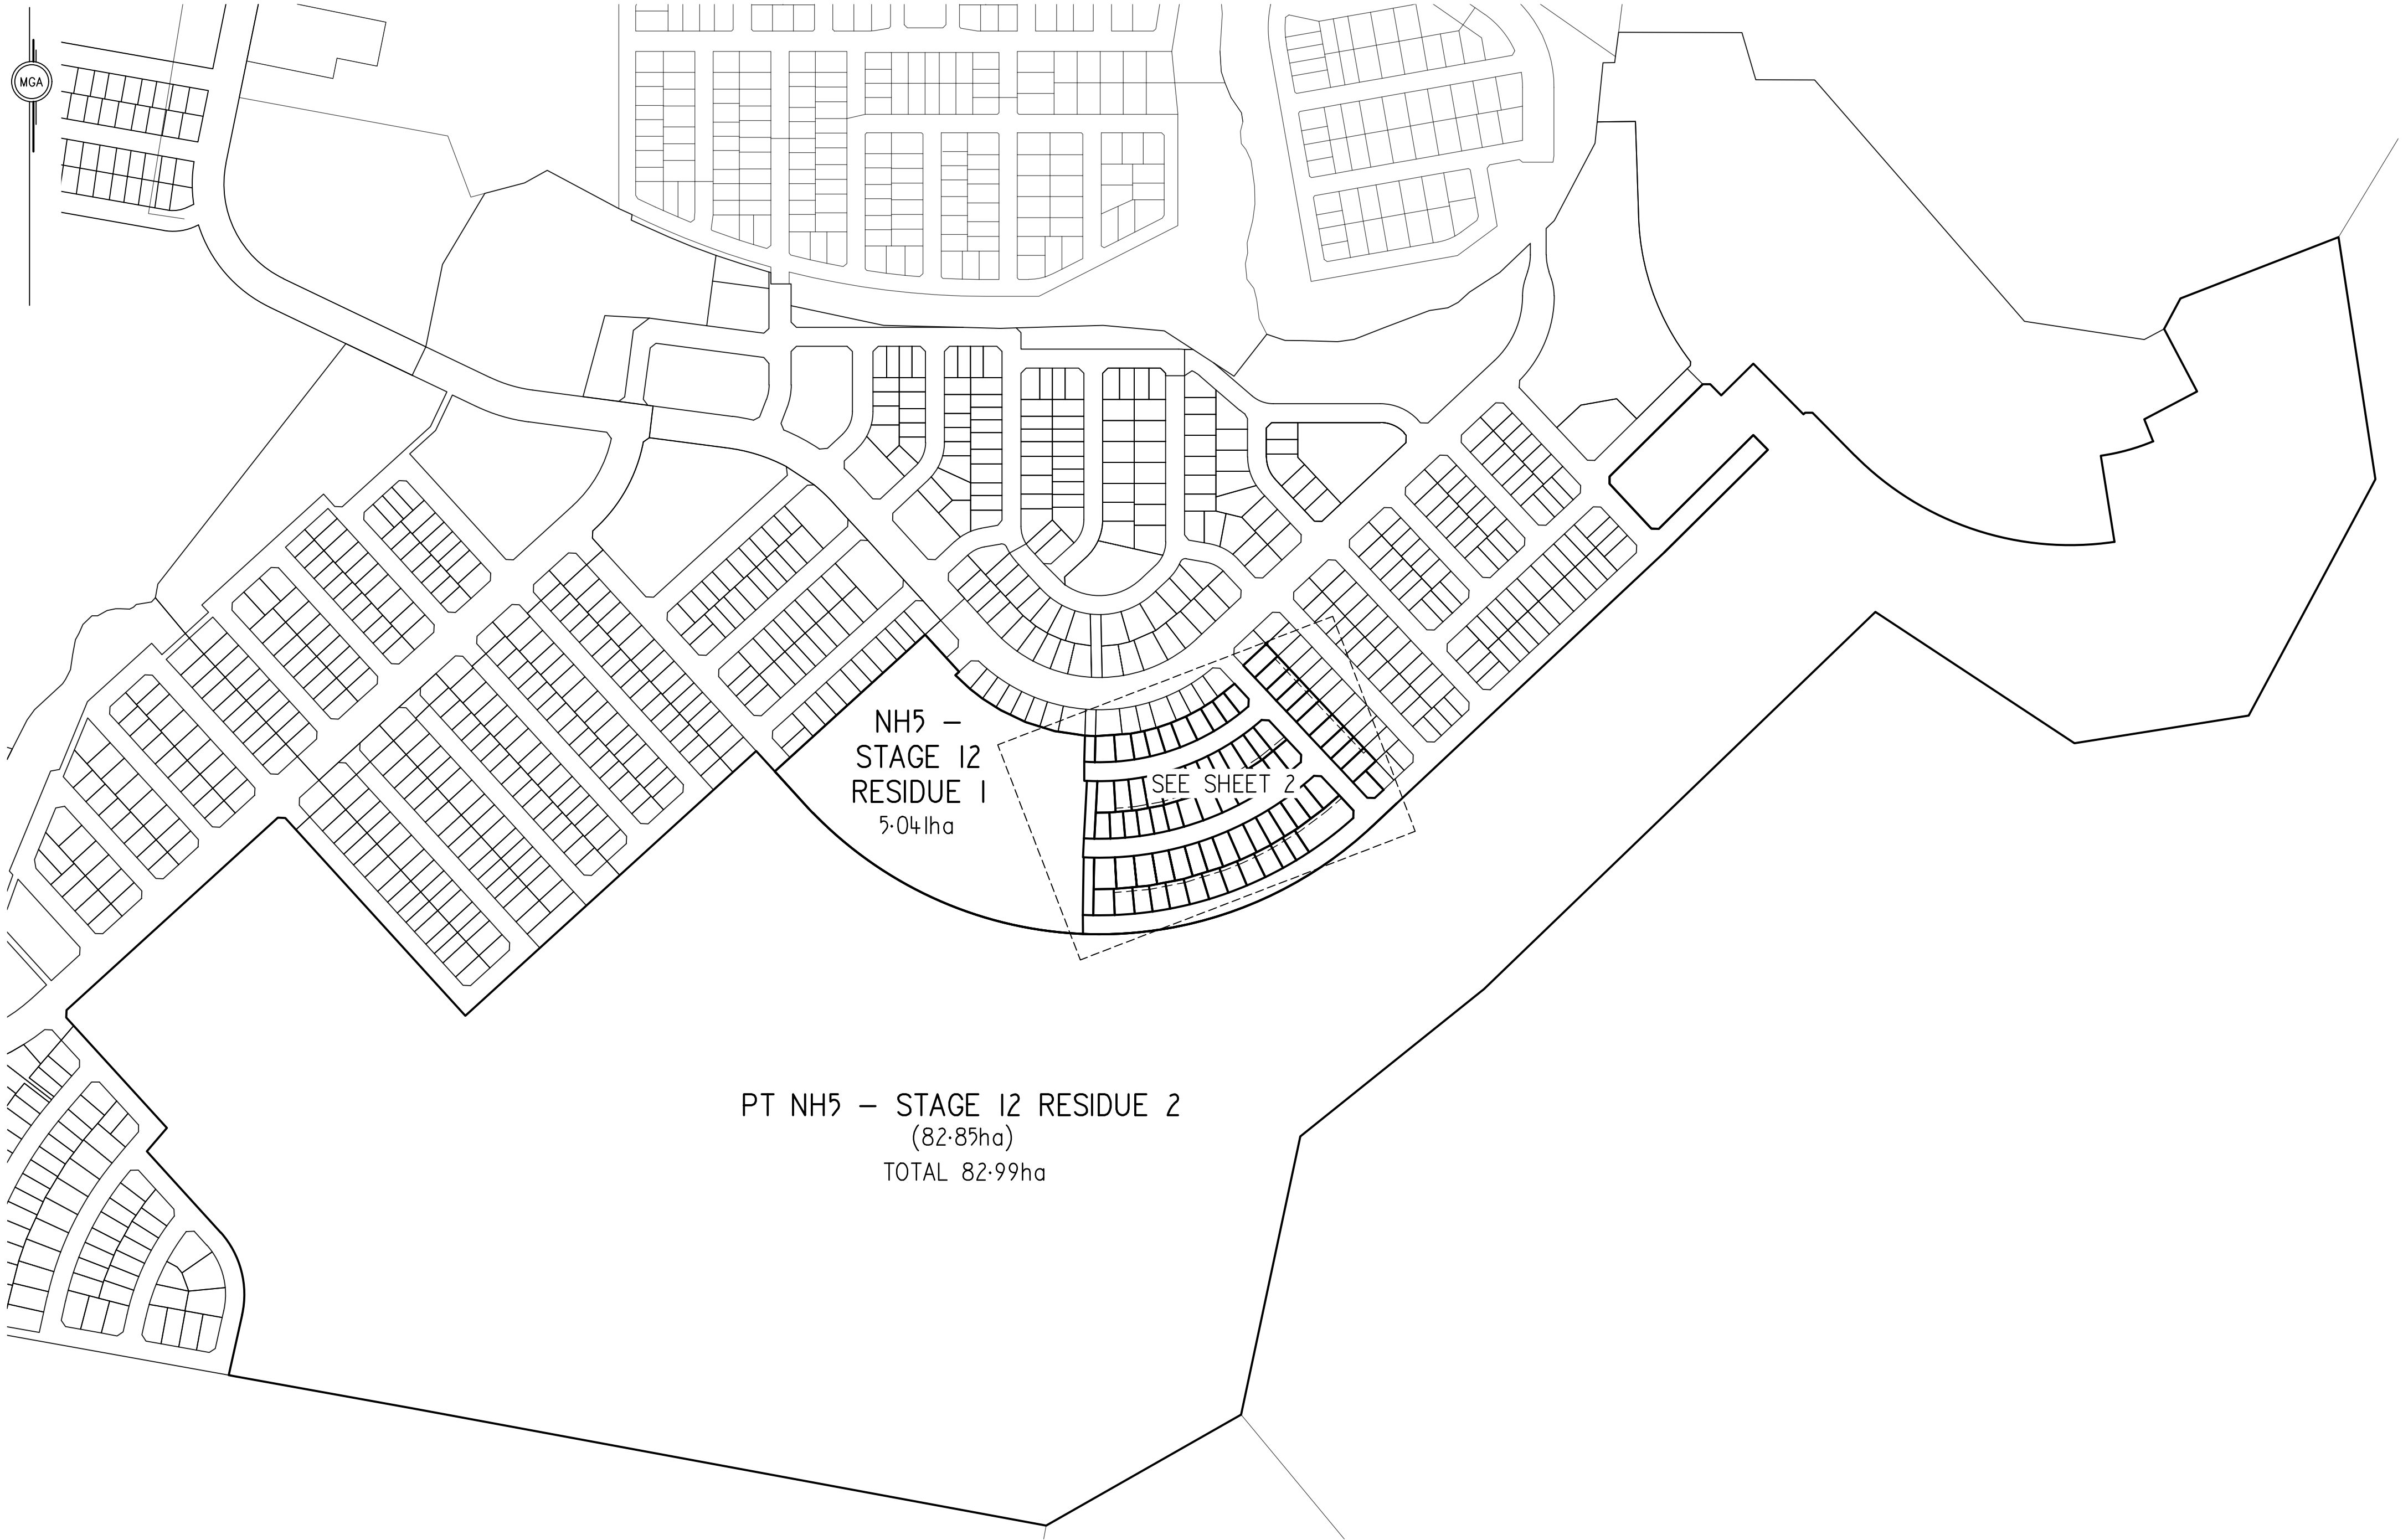 MGA
NH5 –
STAGE 12
RESIDUE 1
5·041ha
SEE SHEET 2
PT NH5 – STAGE 12 RESIDUE 2
(82·85ha)
TOTAL 82·99ha